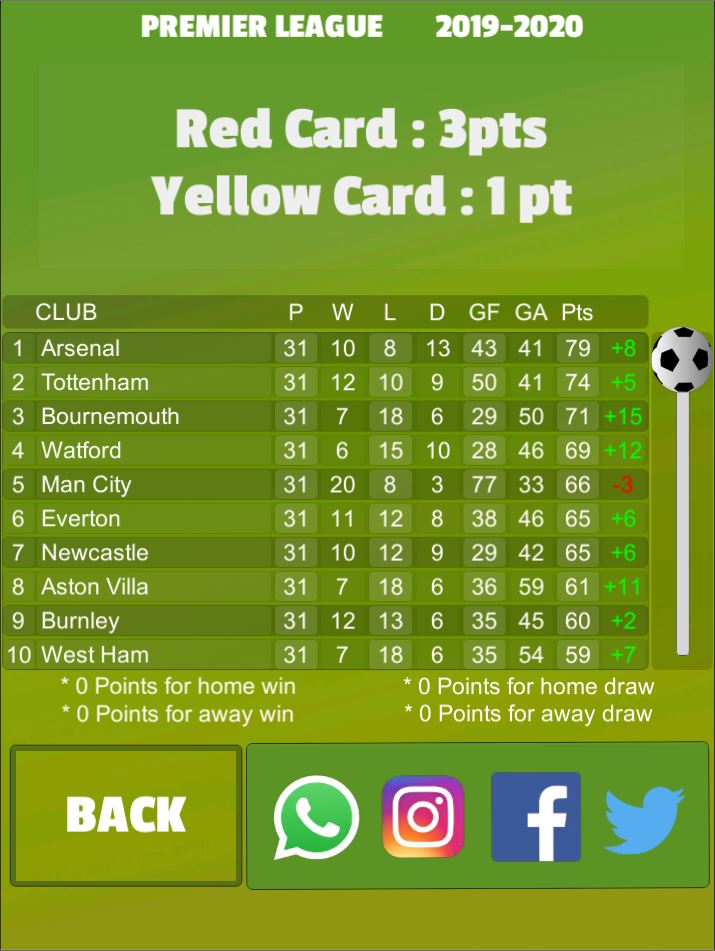 PREMIER LEAGUE 2019-2020
Red Card : 3pts
Yellow Card : 1 pt
CLUB P W L D GF GA Pts
1 Arsenal 31 10 8 13 43 41 79 +8
2 Tottenham 31 12 10 9 50 41 74 +5
3 Bournemouth 31 7 18 6 29 50 71 +15
4 Watford 31 6 15 10 28 46 69 +12
5 Man City 31 20 8 3 77 33 66 -3
6 Everton 31 11 12 8 38 46 65 +6
7 Newcastle 31 10 12 9 29 42 65 +6
8 Aston Villa 31 7 18 6 36 59 61 +11
9 Burnley 31 12 13 6 35 45 60 +2
10 West Ham 31 7 18 6 35 54 59 +7
* 0 Points for home win * 0 Points for home draw
* 0 Points for away win * 0 Points for away draw
BACK